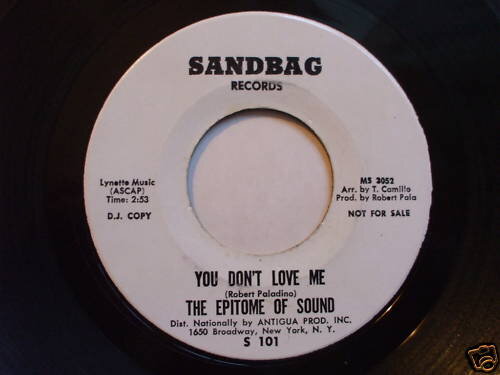 SANDBAG
RECORDS
Lynette Music
(ASCAP)
Time: 2:53
D.J. COPY
MS 3052
Arr. by T. Camillo
Prod. by Robert Pala
NOT FOR SALE
YOU DON'T LOVE ME
(Robert Paladino)
THE EPITOME OF SOUND
Dist. Nationally by ANTIGUA PROD. INC.
1650 Broadway, New York, N. Y.
S 101